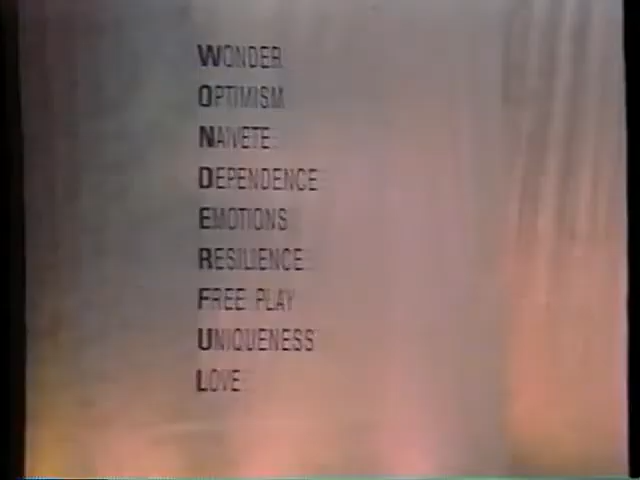 WONDER
OPTIMISM
NAIVETE
DEPENDENCE
EMOTIONS
RESILIENCE
FREE PLAY
UNIQUENESS
LOVE